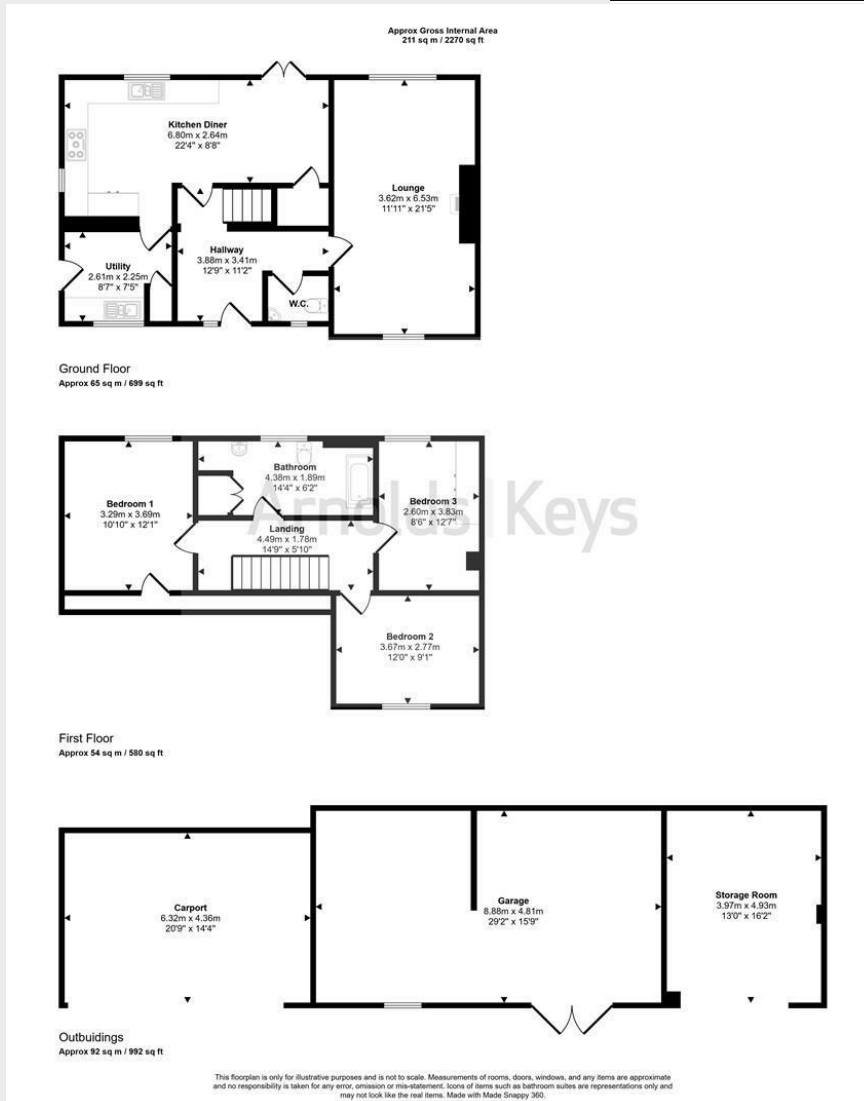 Approx Gross Internal Area
211 sq m / 2270 sq ft
Kitchen Diner
6.80m x 2.64m
22'4" x 8'8"
Lounge
3.62m x 6.53m
11'11" x 21'5"
Hallway
3.88m x 3.41m
12'9" x 11'2"
Utility
2.61m x 2.25m
8'7" x 7'5"
W.C.
Ground Floor
Approx 65 sq m / 699 sq ft
Bathroom
4.38m x 1.89m
14'4" x 6'2"
Bedroom 1
3.29m x 3.69m
10'10" x 12'1"
Bedroom 3
2.60m x 3.83m
8'6" x 12'7"
Arnolds | Keys
Landing
4.49m x 1.78m
14'9" x 5'10"
Bedroom 2
3.67m x 2.77m
12'0" x 9'1"
First Floor
Approx 54 sq m / 580 sq ft
Carport
6.32m x 4.36m
20'9" x 14'4"
Garage
8.88m x 4.81m
29'2" x 15'9"
Storage Room
3.97m x 4.93m
13'0" x 16'2"
Outbuidings
Approx 92 sq m / 992 sq ft
This floorplan is only for illustrative purposes and is not to scale. Measurements of rooms, doors, windows, and any items are approximate
and no responsibility is taken for any error, omission or mis-statement. Icons of items such as bathroom suites are representations only and
may not look like the real items. Made with Made Snappy 360.